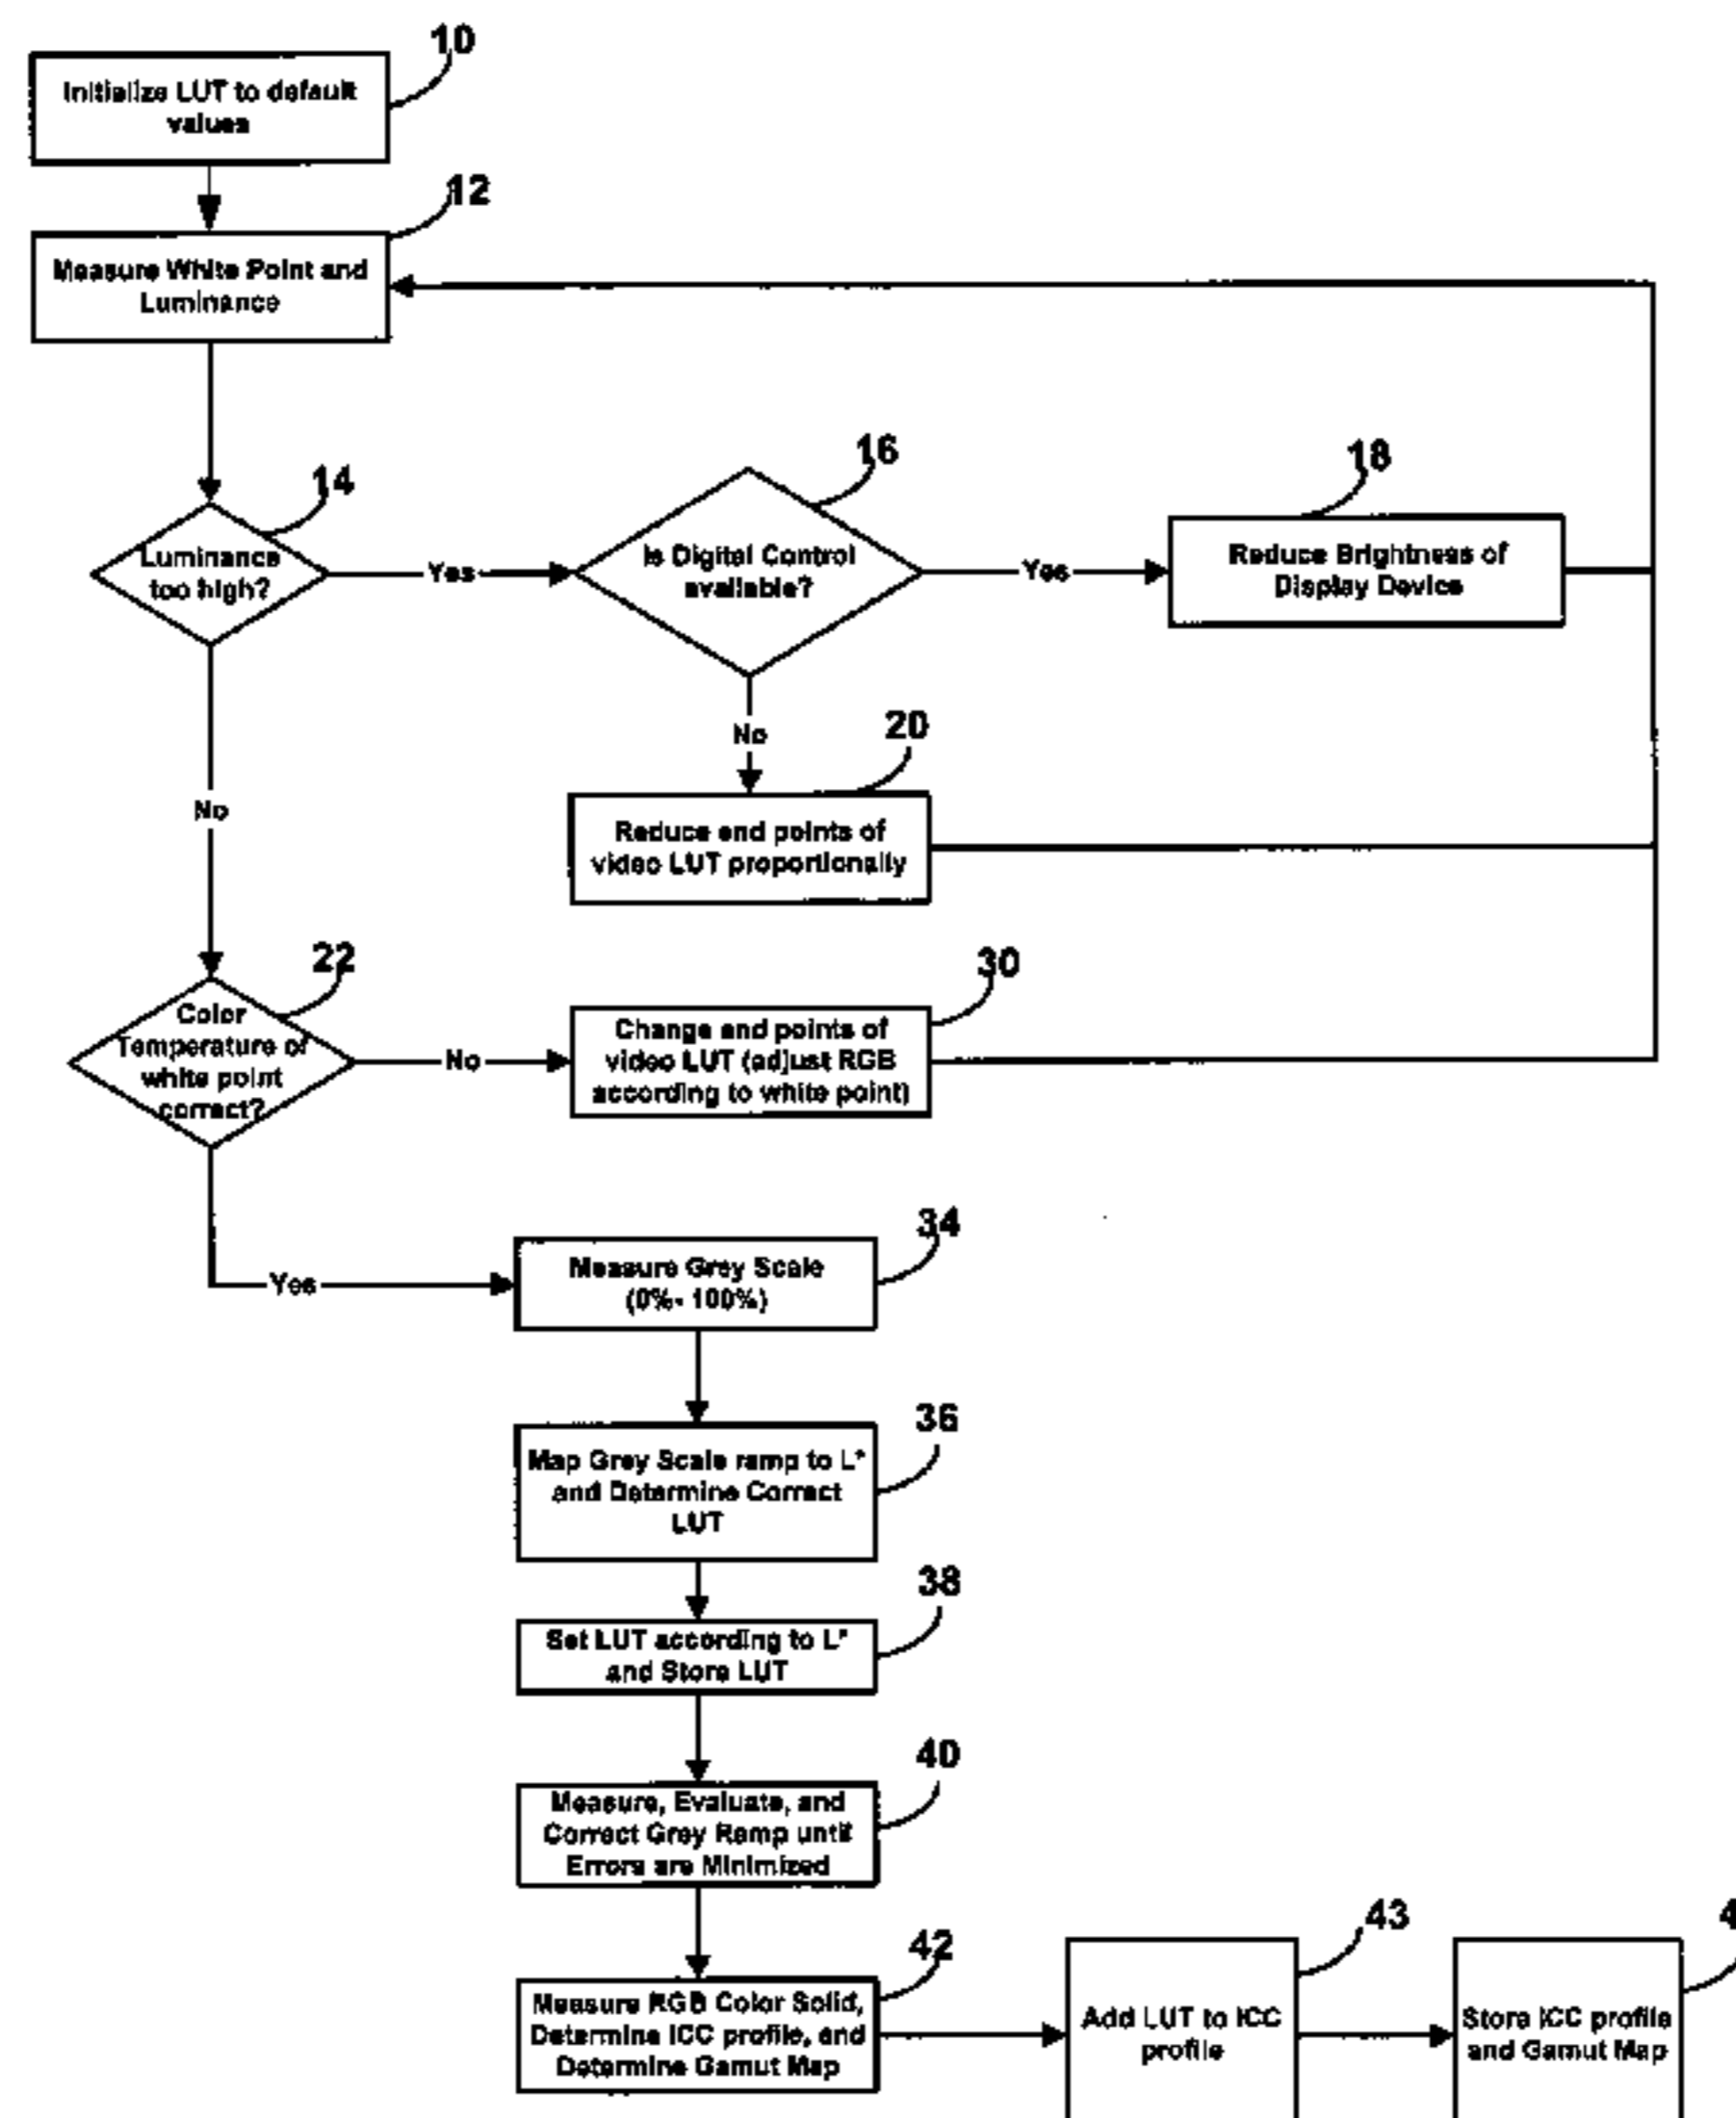 10
Initialize LUT to default
values
12
Measure White Point and
Luminance
14
Luminance
too high?
Yes
16
Is Digital Control
available?
Yes
18
Reduce Brightness of
Display Device
No
20
Reduce end points of
video LUT proportionally
No
22
Color
Temperature of
white point
correct?
No
30
Change end points of
video LUT (adjust RGB
according to white point)
Yes
34
Measure Grey Scale
(0%- 100%)
36
Map Grey Scale ramp to L*
and Determine Correct
LUT
38
Set LUT according to L*
and Store LUT
40
Measure, Evaluate, and
Correct Grey Ramp until
Errors are Minimized
42
Measure RGB Color Solid,
Determine ICC profile, and
Determine Gamut Map
43
Add LUT to ICC
profile
Store ICC profile
and Gamut Map